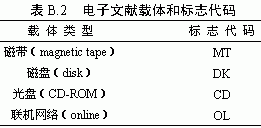 表 B.2 电子文献载体和标志代码
载体类型 标志代码
磁带(magnetic tape) MT
磁盘(disk) DK
光盘(CD-ROM) CD
联机网络(online) OL